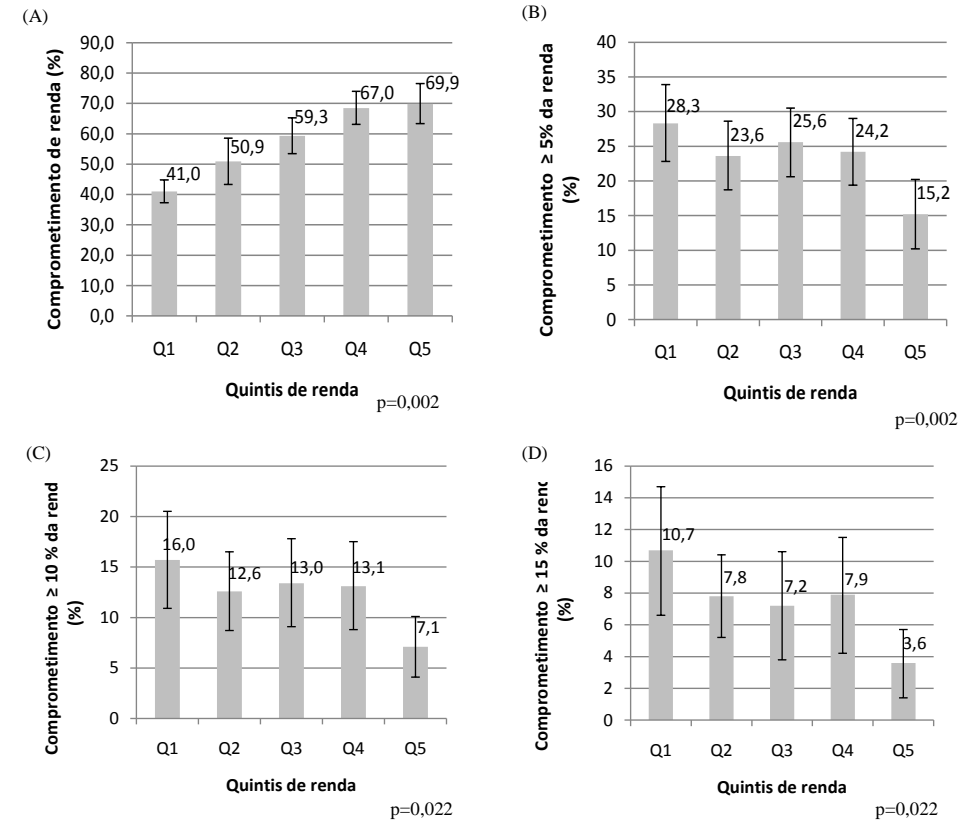 (A)
Comprometimento de renda (%)
90,0
80,0
70,0
60,0
50,0
40,0
30,0
20,0
10,0
0,0
41,0
50,9
59,3
67,0
69,9
Q1 Q2 Q3 Q4 Q5
Quintis de renda
p=0,002
(B)
Comprometimento ≥ 5% da renda
(%)
40
35
30
25
20
15
10
5
0
28,3
23,6
25,6
24,2
15,2
Q1 Q2 Q3 Q4 Q5
Quintis de renda
p=0,002
(C)
Comprometimento ≥ 10 % da rend
(%)
25
20
15
10
5
0
16,0
12,6
13,0
13,1
7,1
Q1 Q2 Q3 Q4 Q5
Quintis de renda
p=0,022
(D)
Comprometimento ≥ 15 % da renc
(%)
16
14
12
10
8
6
4
2
0
10,7
7,8
7,2
7,9
3,6
Q1 Q2 Q3 Q4 Q5
Quintis de renda
p=0,022